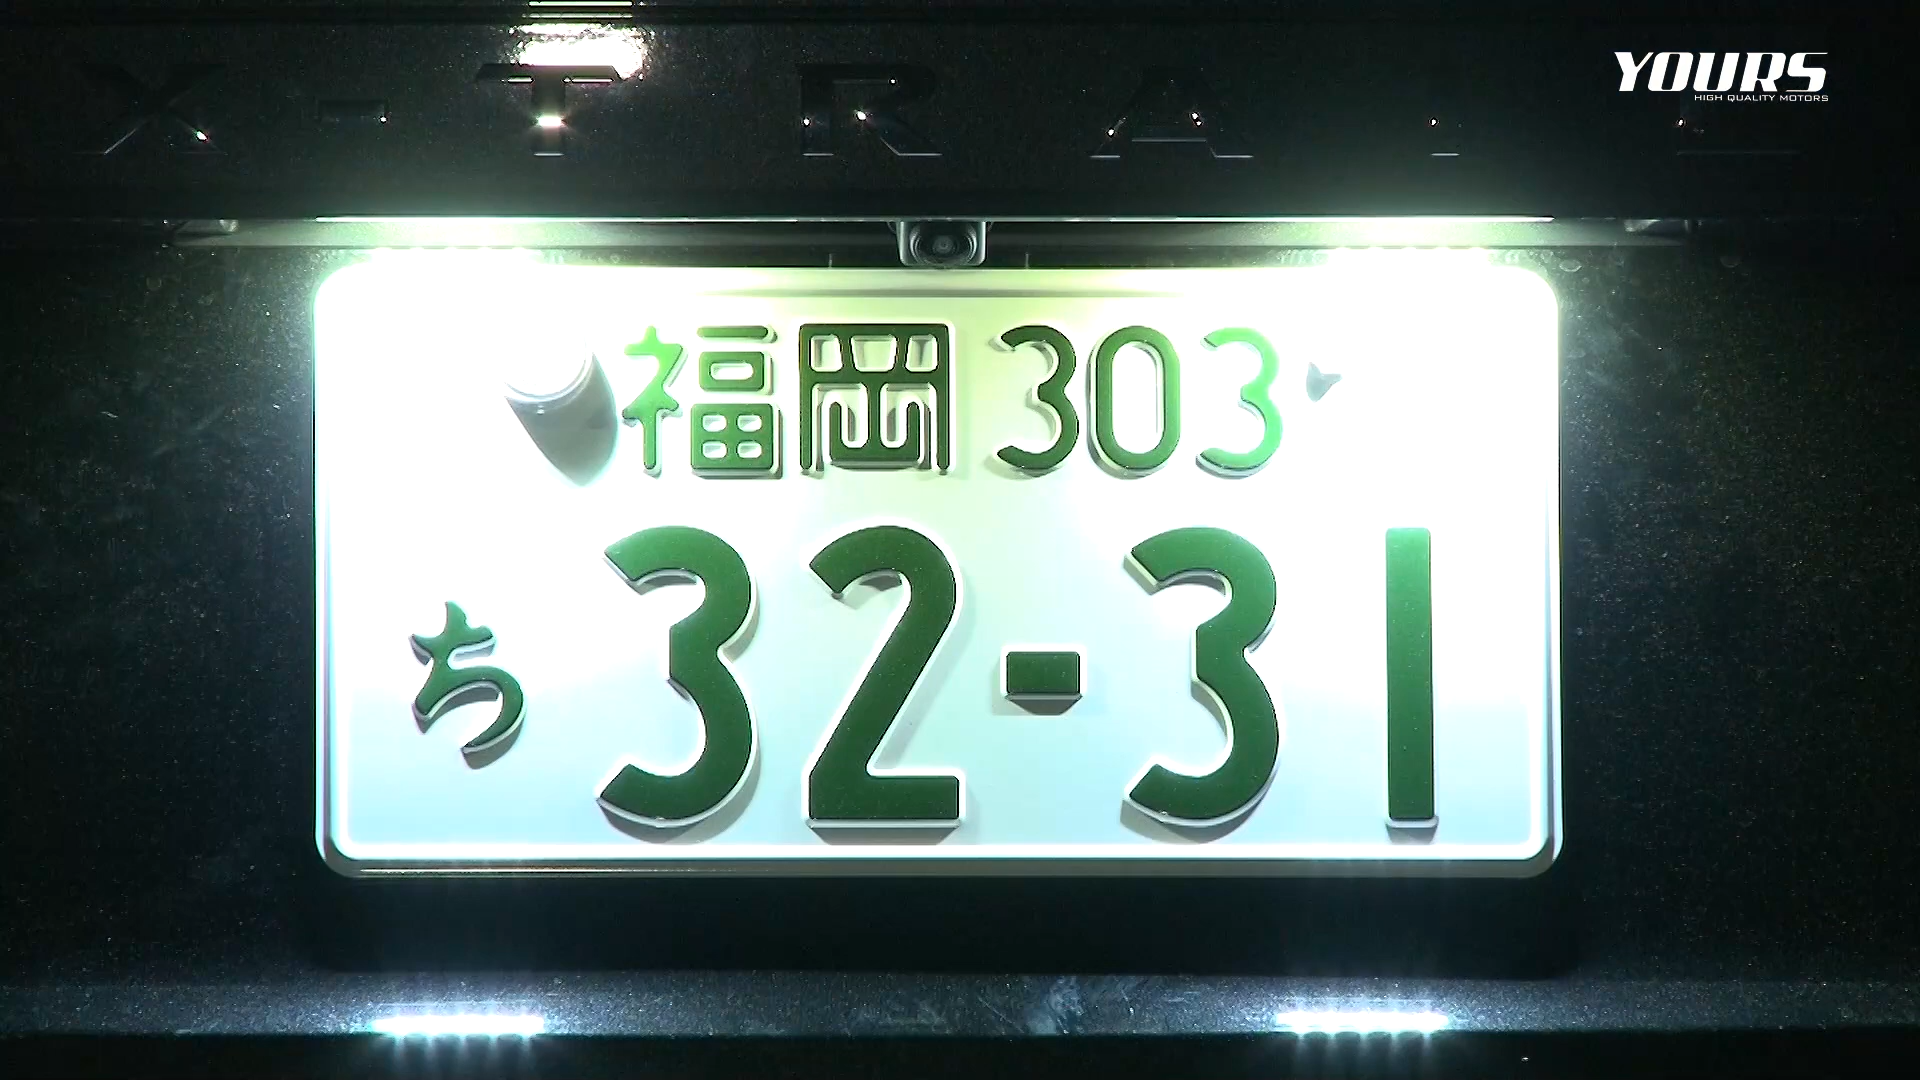 YOURS
HIGH QUALITY MOTORS
X-TRAIL
福岡 303
ち 32-31